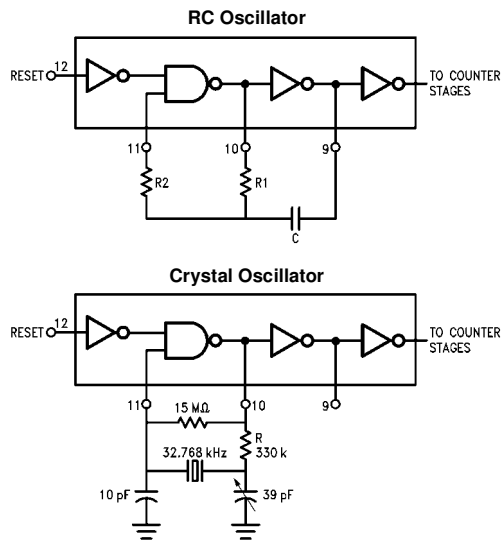 RC Oscillator
RESET 12
TO COUNTER
STAGES
11
10
9
R2
R1
C
Crystal Oscillator
RESET 12
TO COUNTER
STAGES
11
10
9
15 MΩ
R
330 k
32.768 kHz
10 pF
39 pF